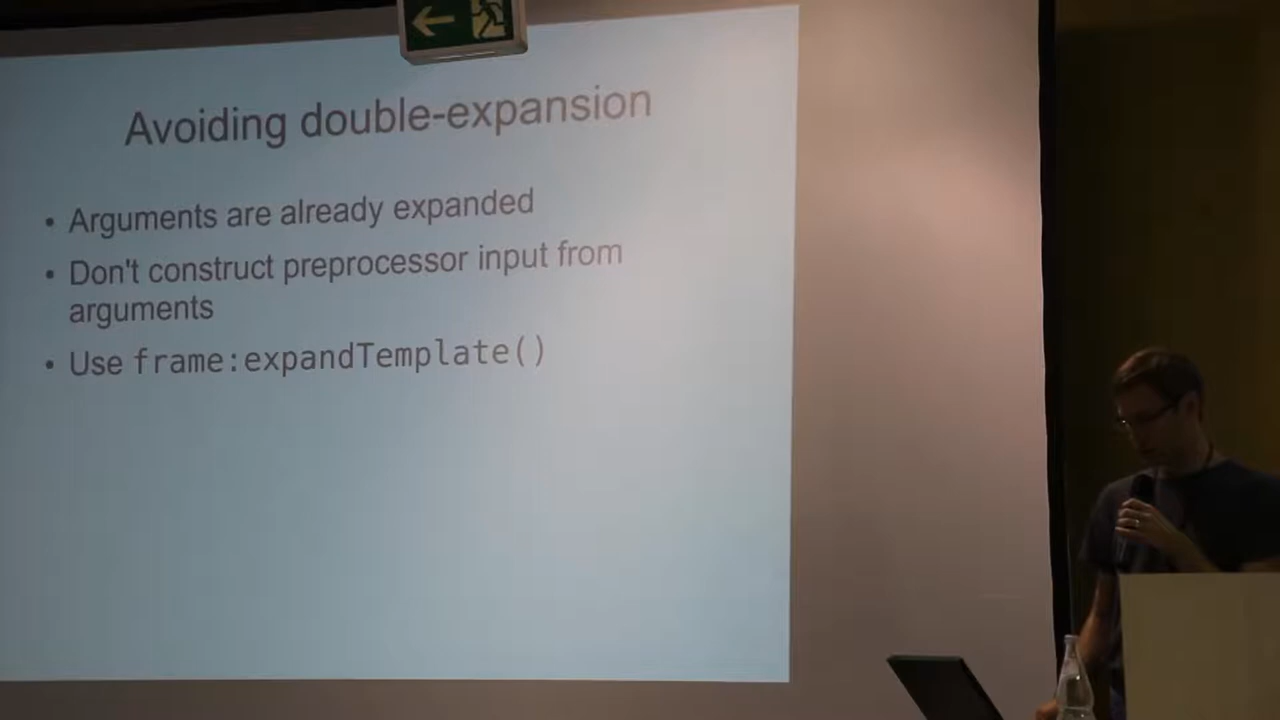 Avoiding double-expansion
• Arguments are already expanded
• Don't construct preprocessor input from
arguments
• Use frame:expandTemplate()